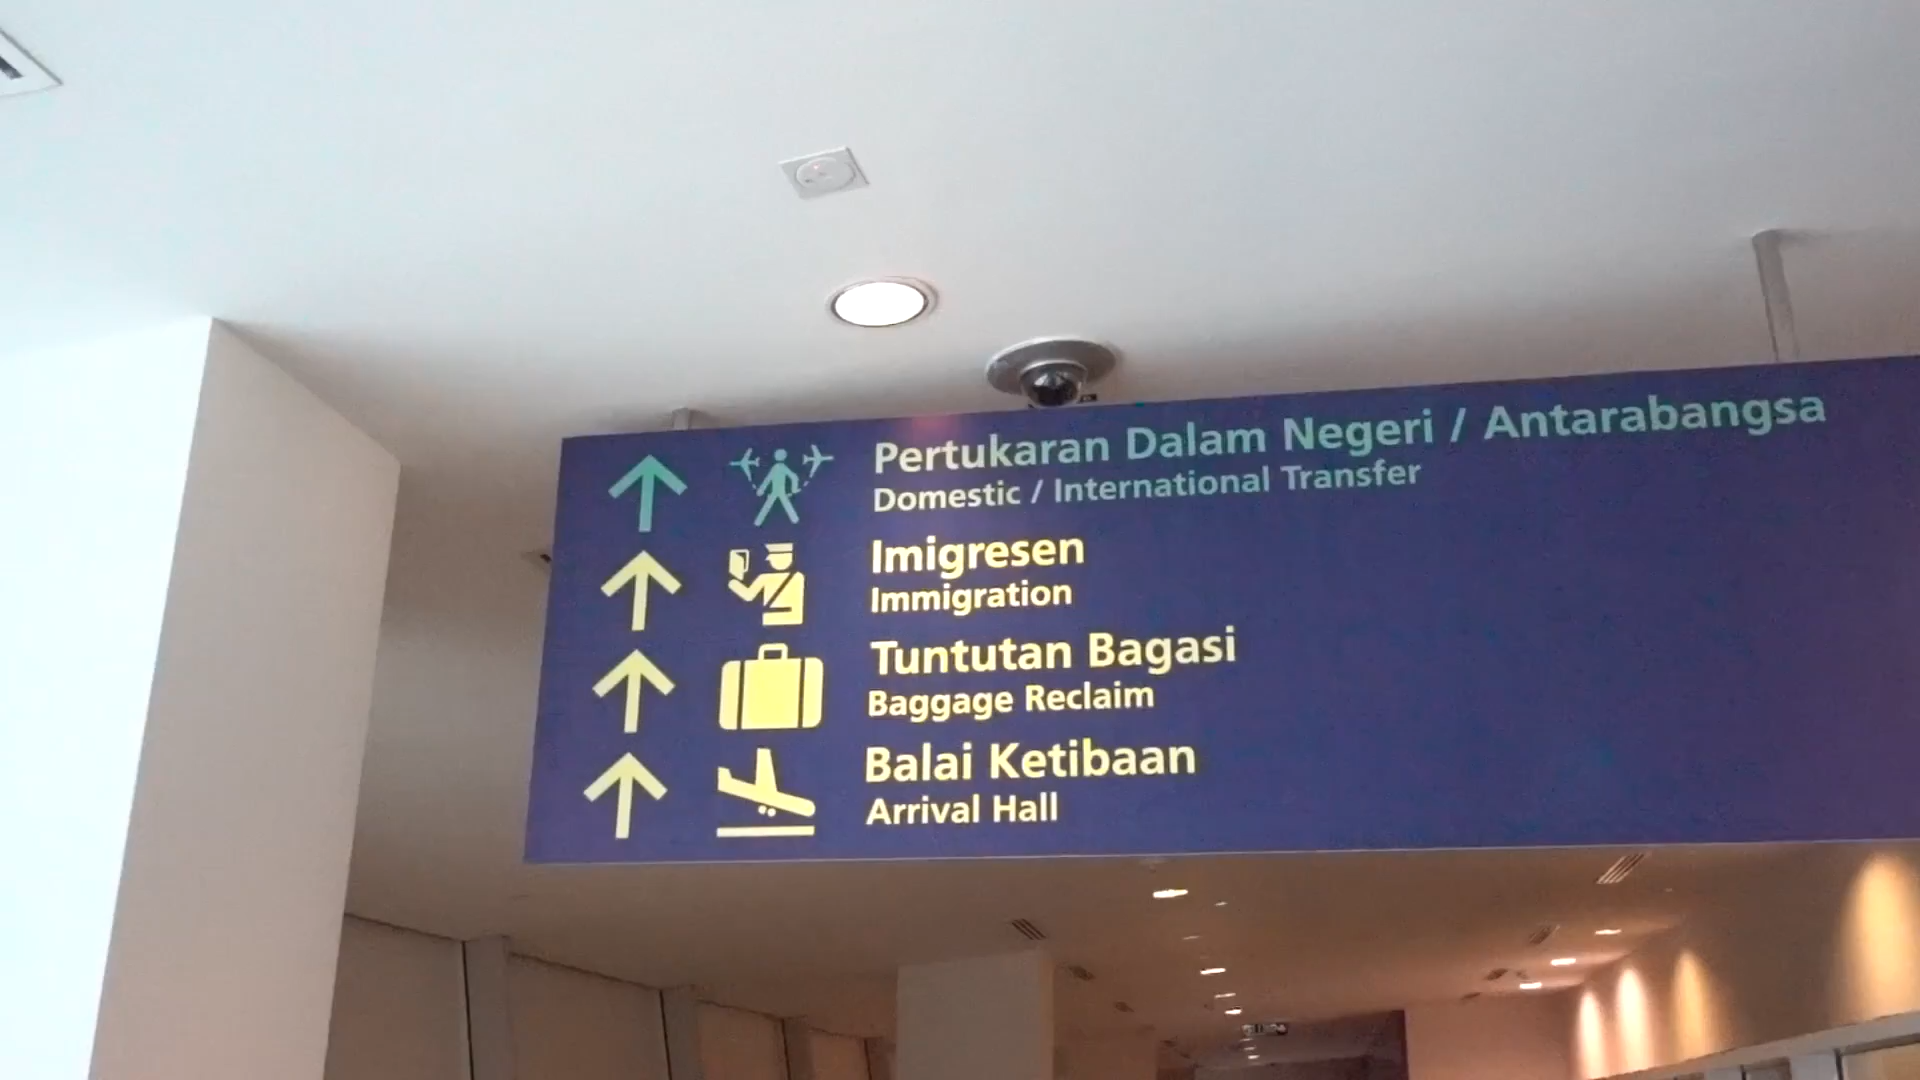 Pertukaran Dalam Negeri / Antarabangsa
Domestic / International Transfer
Imigresen
Immigration
Tuntutan Bagasi
Baggage Reclaim
Balai Ketibaan
Arrival Hall